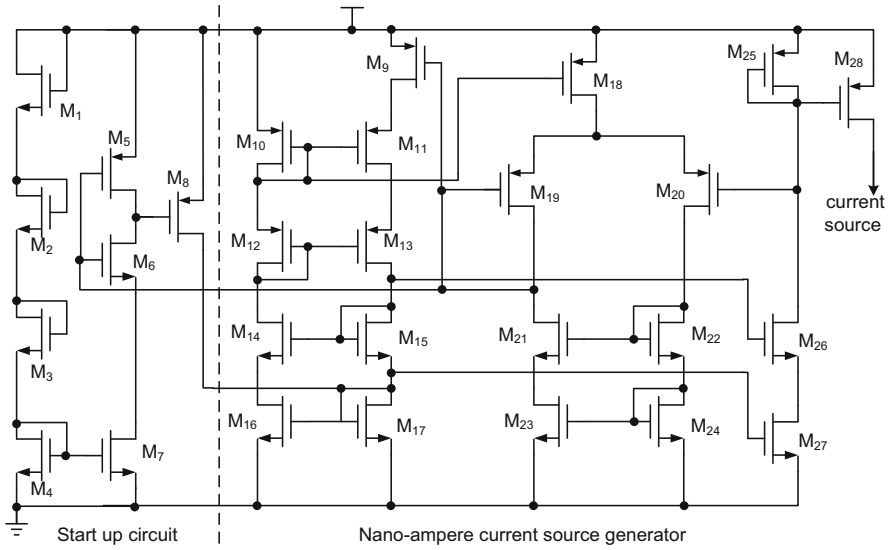 M25
M28
M9
M18
M1
M5
M10
M11
M8
M19
M20
current
source
M2
M12
M13
M6
M14
M15
M21
M22
M26
M3
M16
M17
M23
M24
M27
M7
M4
Start up circuit
Nano-ampere current source generator